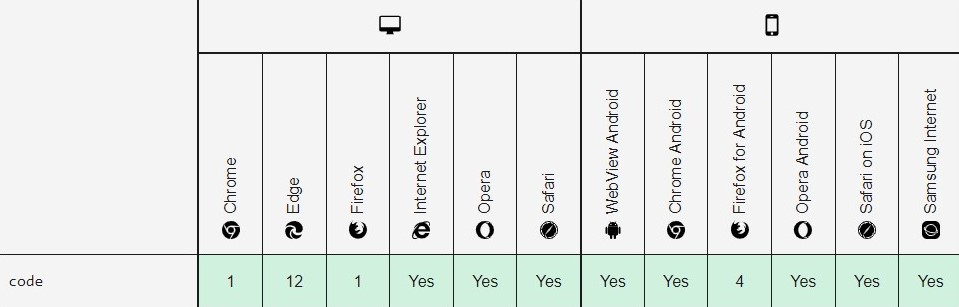 Chrome
Edge
Firefox
Internet Explorer
Opera
Safari
WebView Android
Chrome Android
Firefox for Android
Opera Android
Safari on iOS
Samsung Internet
code 1 12 1 Yes Yes Yes Yes Yes 4 Yes Yes Yes